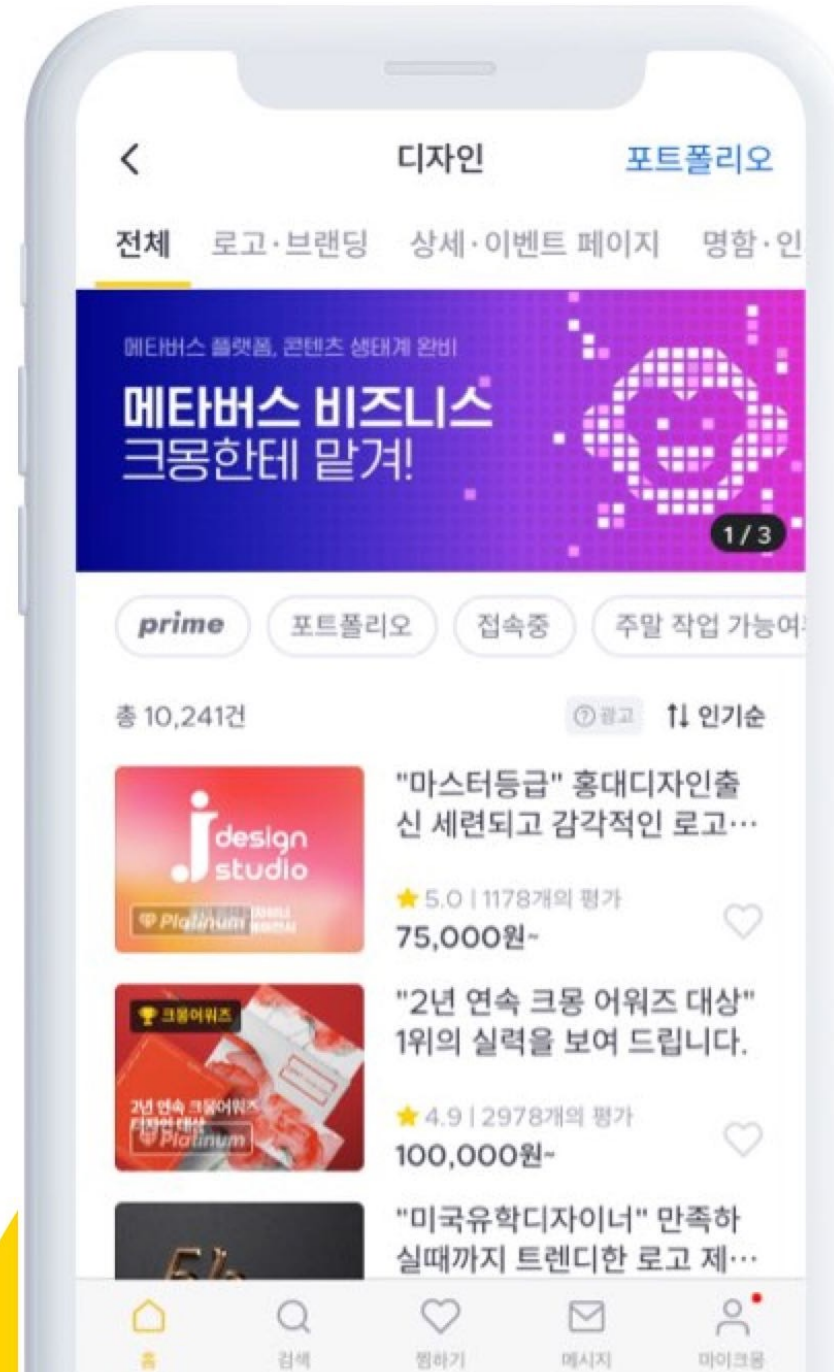 디자인
포트폴리오
전체
로고·브랜딩
상세·이벤트 페이지
명함·인
메타버스 플랫폼, 콘텐츠 생태계 완비
메타버스 비즈니스
크몽한테 맡겨!
1 / 3
prime
포트폴리오
접속중
주말 작업 가능여
총 10,241건
광고
인기순
j design
studio
Platinum
"마스터등급" 홍대디자인출
신 세련되고 감각적인 로고…
5.0 | 1178개의 평가
75,000원~
크몽어워즈
2년 연속 크몽어워즈
디자인 대상
Platinum
"2년 연속 크몽 어워즈 대상"
1위의 실력을 보여 드립니다.
4.9 | 2978개의 평가
100,000원~
"미국유학디자이너" 만족하
실때까지 트렌디한 로고 제…
홈
검색
찜하기
메시지
마이크몽